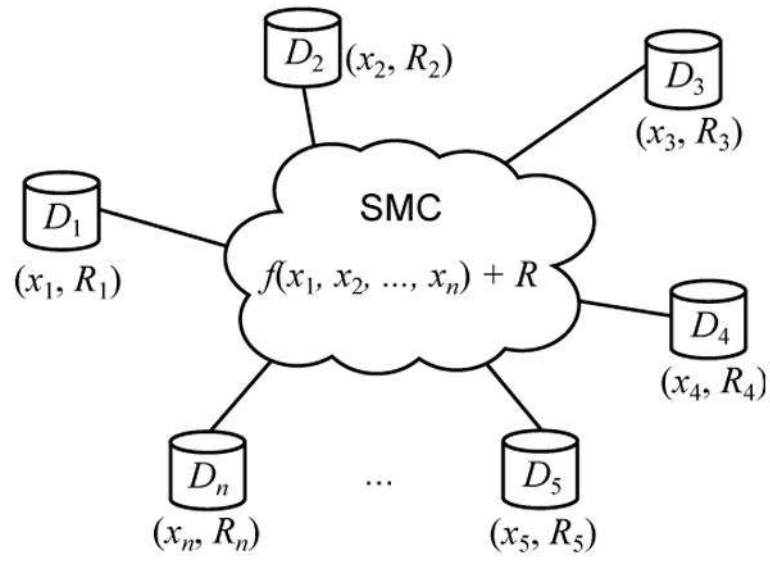 D₂ (x₂, R₂)
D₃
(x₃, R₃)
D₁
(x₁, R₁)
SMC
f(x₁, x₂, ..., xₙ) + R
D₄
(x₄, R₄)
Dₙ
(xₙ, Rₙ)
...
D₅
(x₅, R₅)